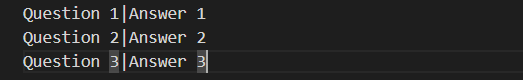 Question 1|Answer 1
Question 2|Answer 2
Question 3|Answer 3